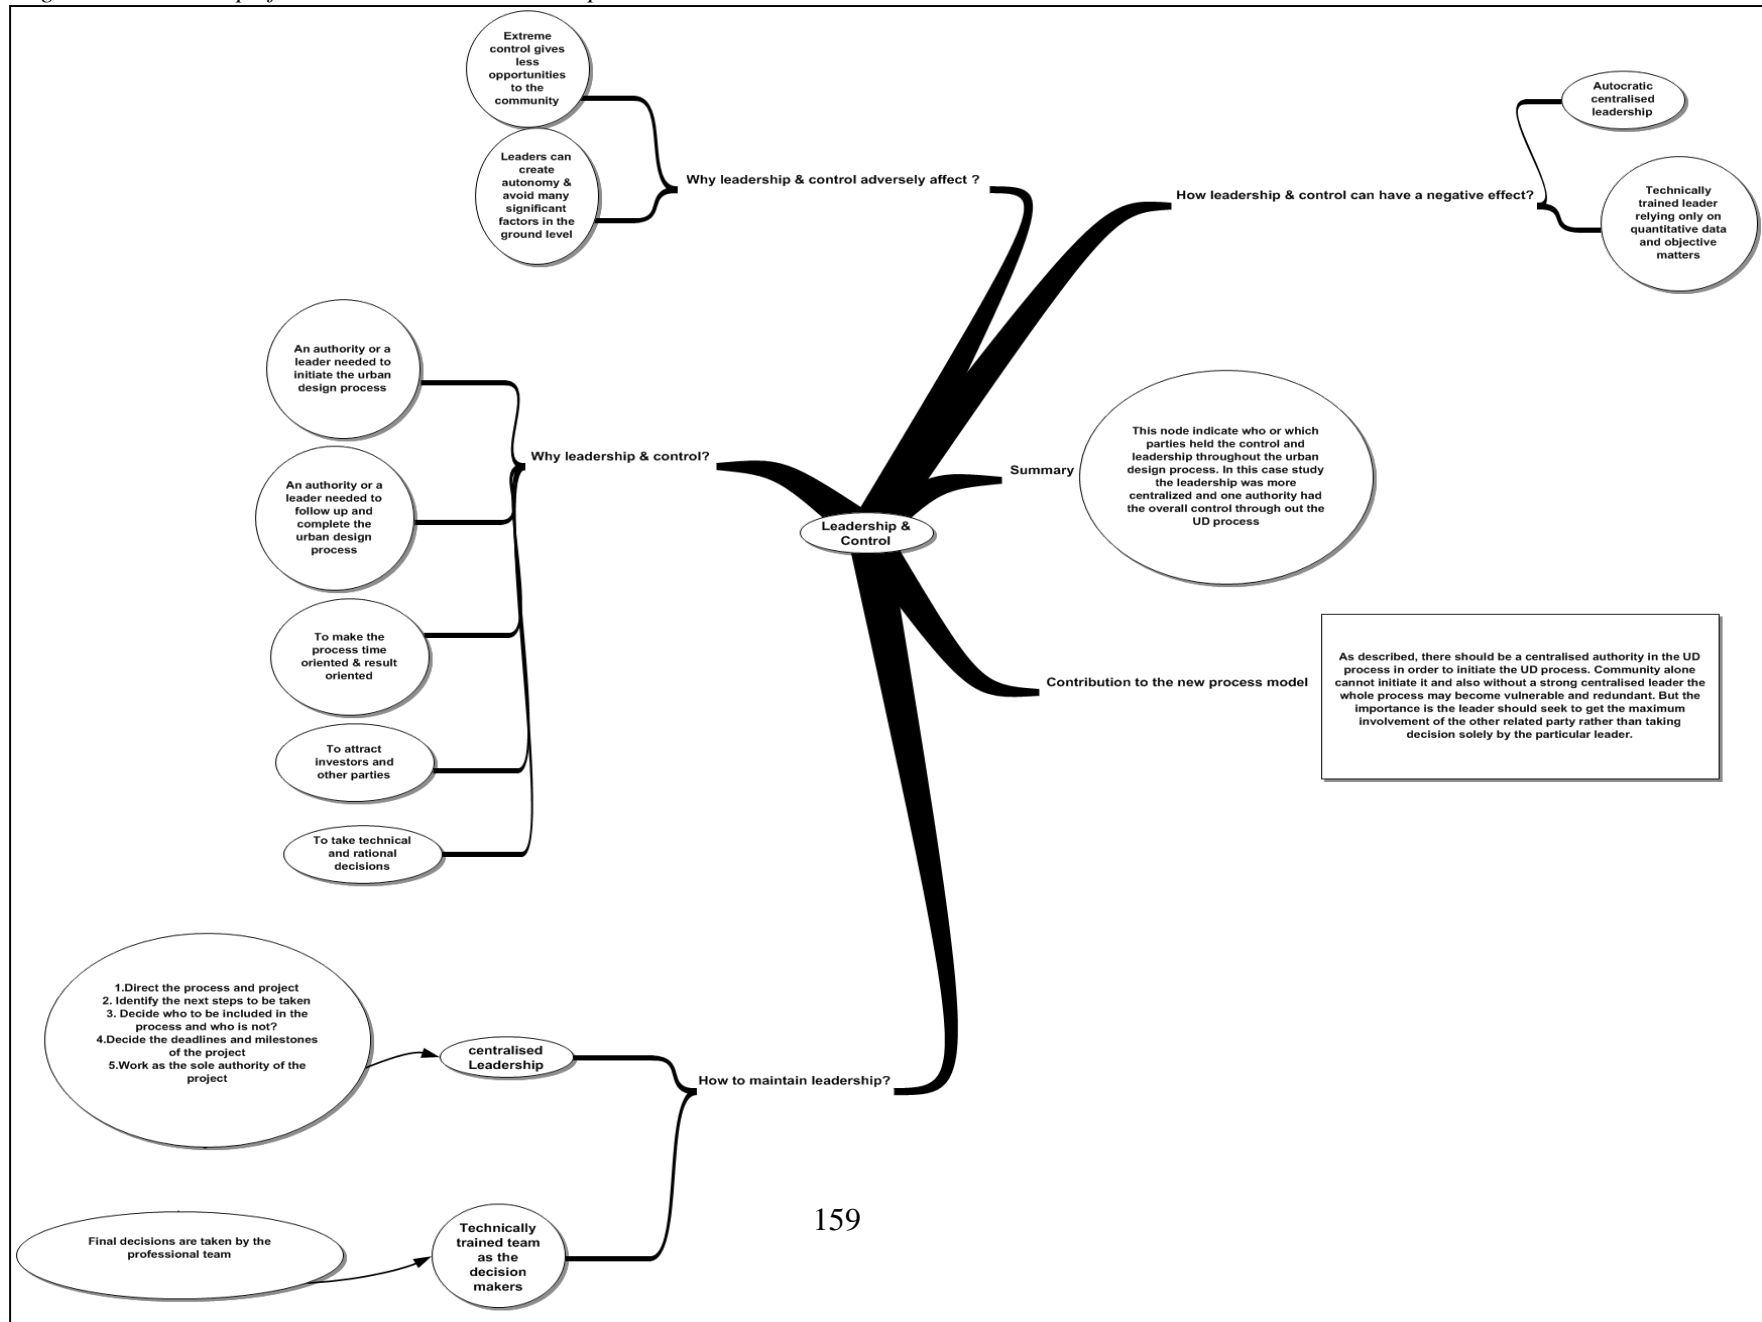 Extreme
control gives
less
opportunities
to the
community
Leaders can
create
autonomy &
avoid many
significant
factors in the
ground level
Why leadership & control adversely affect ?
How leadership & control can have a negative effect?
Autocratic
centralised
leadership
Technically
trained leader
relying only on
quantitative data
and objective
matters
An authority or a
leader needed to
initiate the urban
design process
An authority or a
leader needed to
follow up and
complete the
urban design
process
To make the
process time
oriented & result
oriented
To attract
investors and
other parties
To take technical
and rational
decisions
Why leadership & control?
Leadership &
Control
Summary
This node indicate who or which
parties held the control and
leadership throughout the urban
design process. In this case study
the leadership was more
centralized and one authority had
the overall control through out the
UD process
Contribution to the new process model
As described, there should be a centralised authority in the UD
process in order to initiate the UD process. Community alone
cannot initiate it and also without a strong centralised leader the
whole process may become vulnerable and redundant. But the
importance is the leader should seek to get the maximum
involvement of the other related party rather than taking
decision solely by the particular leader.
1.Direct the process and project
2. Identify the next steps to be taken
3. Decide who to be included in the
process and who is not?
4.Decide the deadlines and milestones
of the project
5.Work as the sole authority of the
project
centralised
Leadership
How to maintain leadership?
Final decisions are taken by the
professional team
Technically
trained team
as the
decision
makers
159